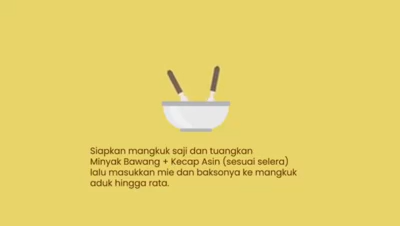 Siapkan mangkuk saji dan tuangkan
Minyak Bawang + Kecap Asin (sesuai selera)
lalu masukkan mie dan baksonya ke mangkuk
aduk hingga rata.